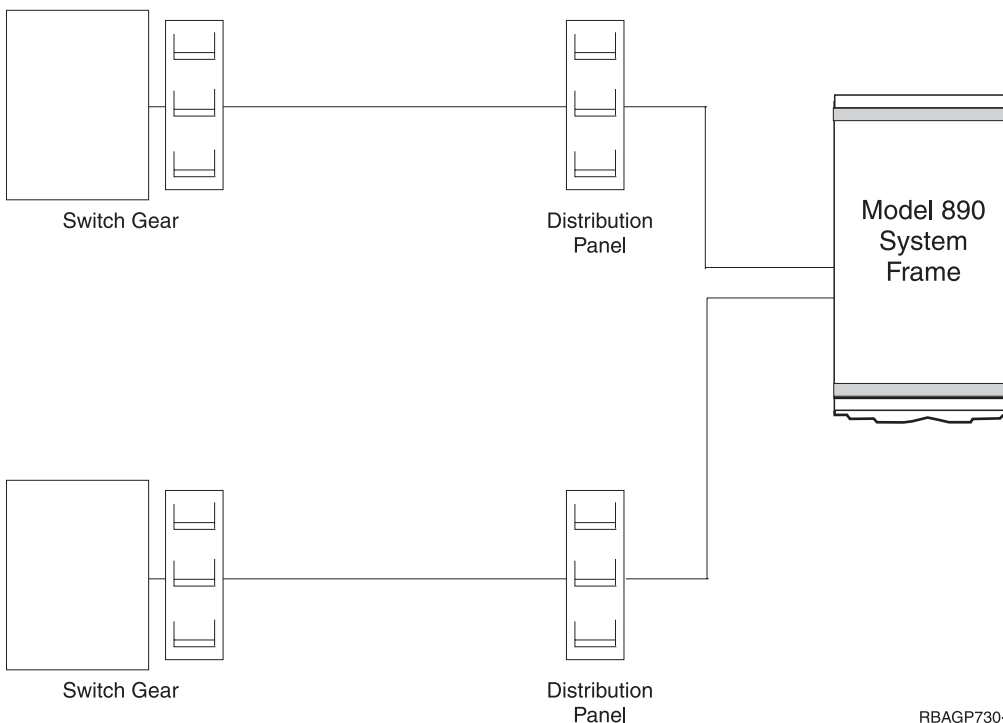 Switch Gear
Distribution
Panel
Model 890
System
Frame
Switch Gear
Distribution
Panel